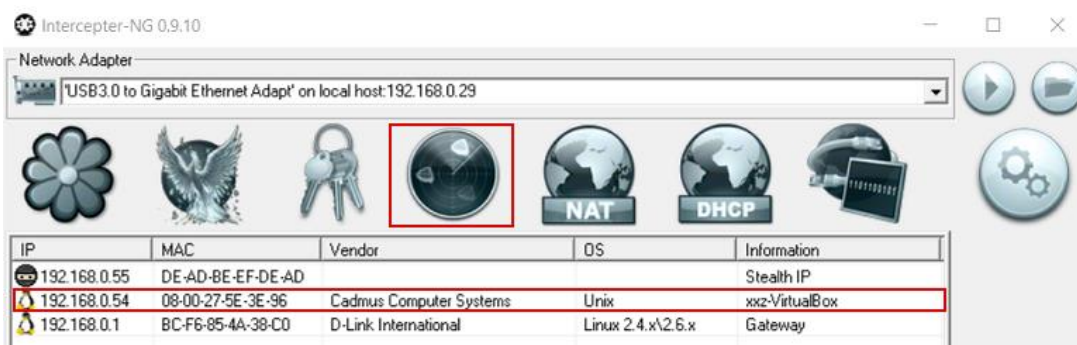 Intercepter-NG 0.9.10
Network Adapter
'USB3.0 to Gigabit Ethernet Adapt' on local host:192.168.0.29
NAT DHCP
IP MAC Vendor OS Information
192.168.0.55 DE-AD-BE-EF-DE-AD Stealth IP
192.168.0.54 08-00-27-5E-3E-96 Cadmus Computer Systems Unix xxz-VirtualBox
192.168.0.1 BC-F6-85-4A-38-C0 D-Link International Linux 2.4.x\2.6.x Gateway